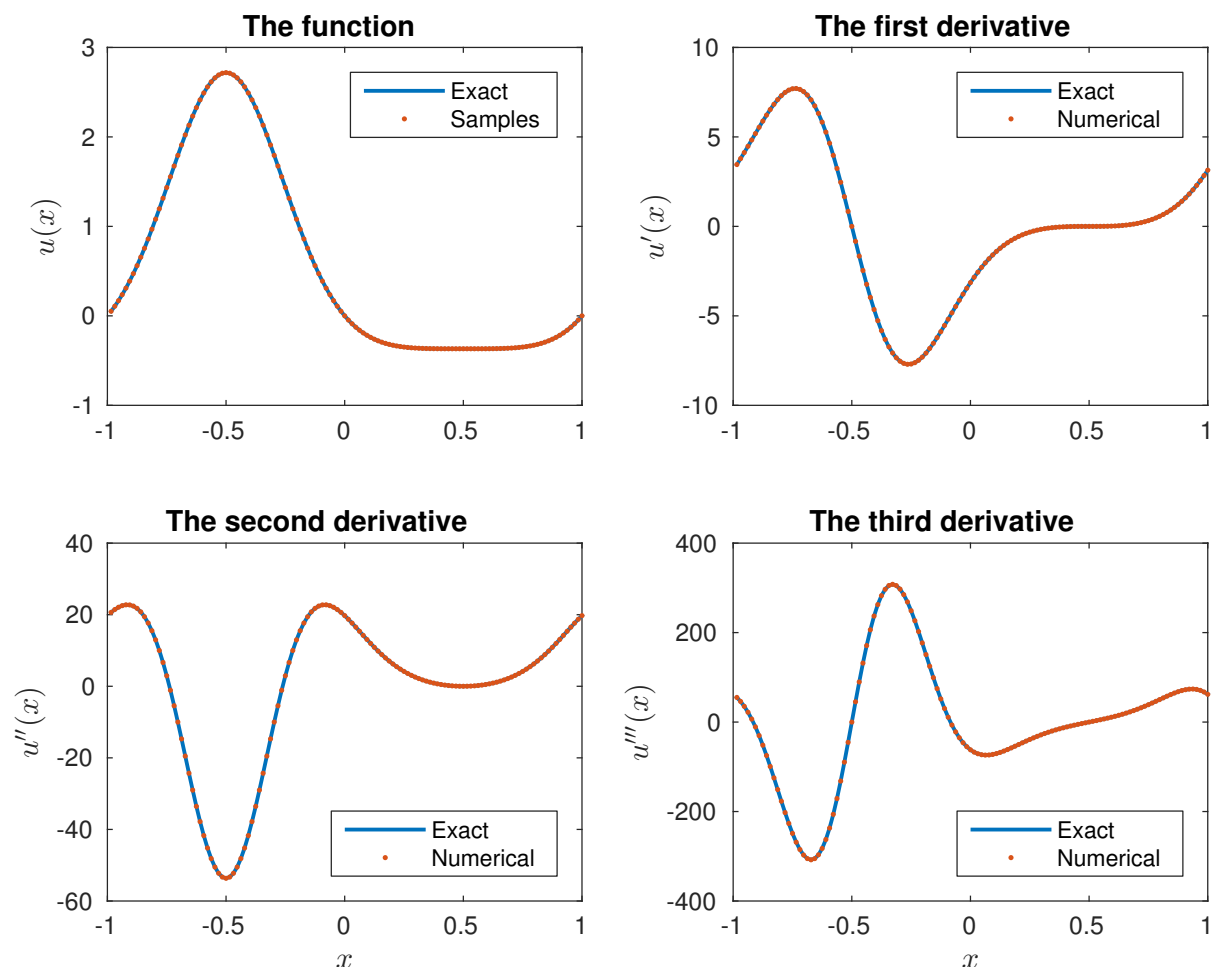 The function
3
2
1
0
-1
-1
-0.5
0
0.5
1
u(x)
Exact
Samples
The first derivative
10
5
0
-5
-10
-1
-0.5
0
0.5
1
u'(x)
Exact
Numerical
The second derivative
40
20
0
-20
-40
-60
-1
-0.5
0
0.5
1
u''(x)
x
Exact
Numerical
The third derivative
400
200
0
-200
-400
-1
-0.5
0
0.5
1
u'''(x)
x
Exact
Numerical